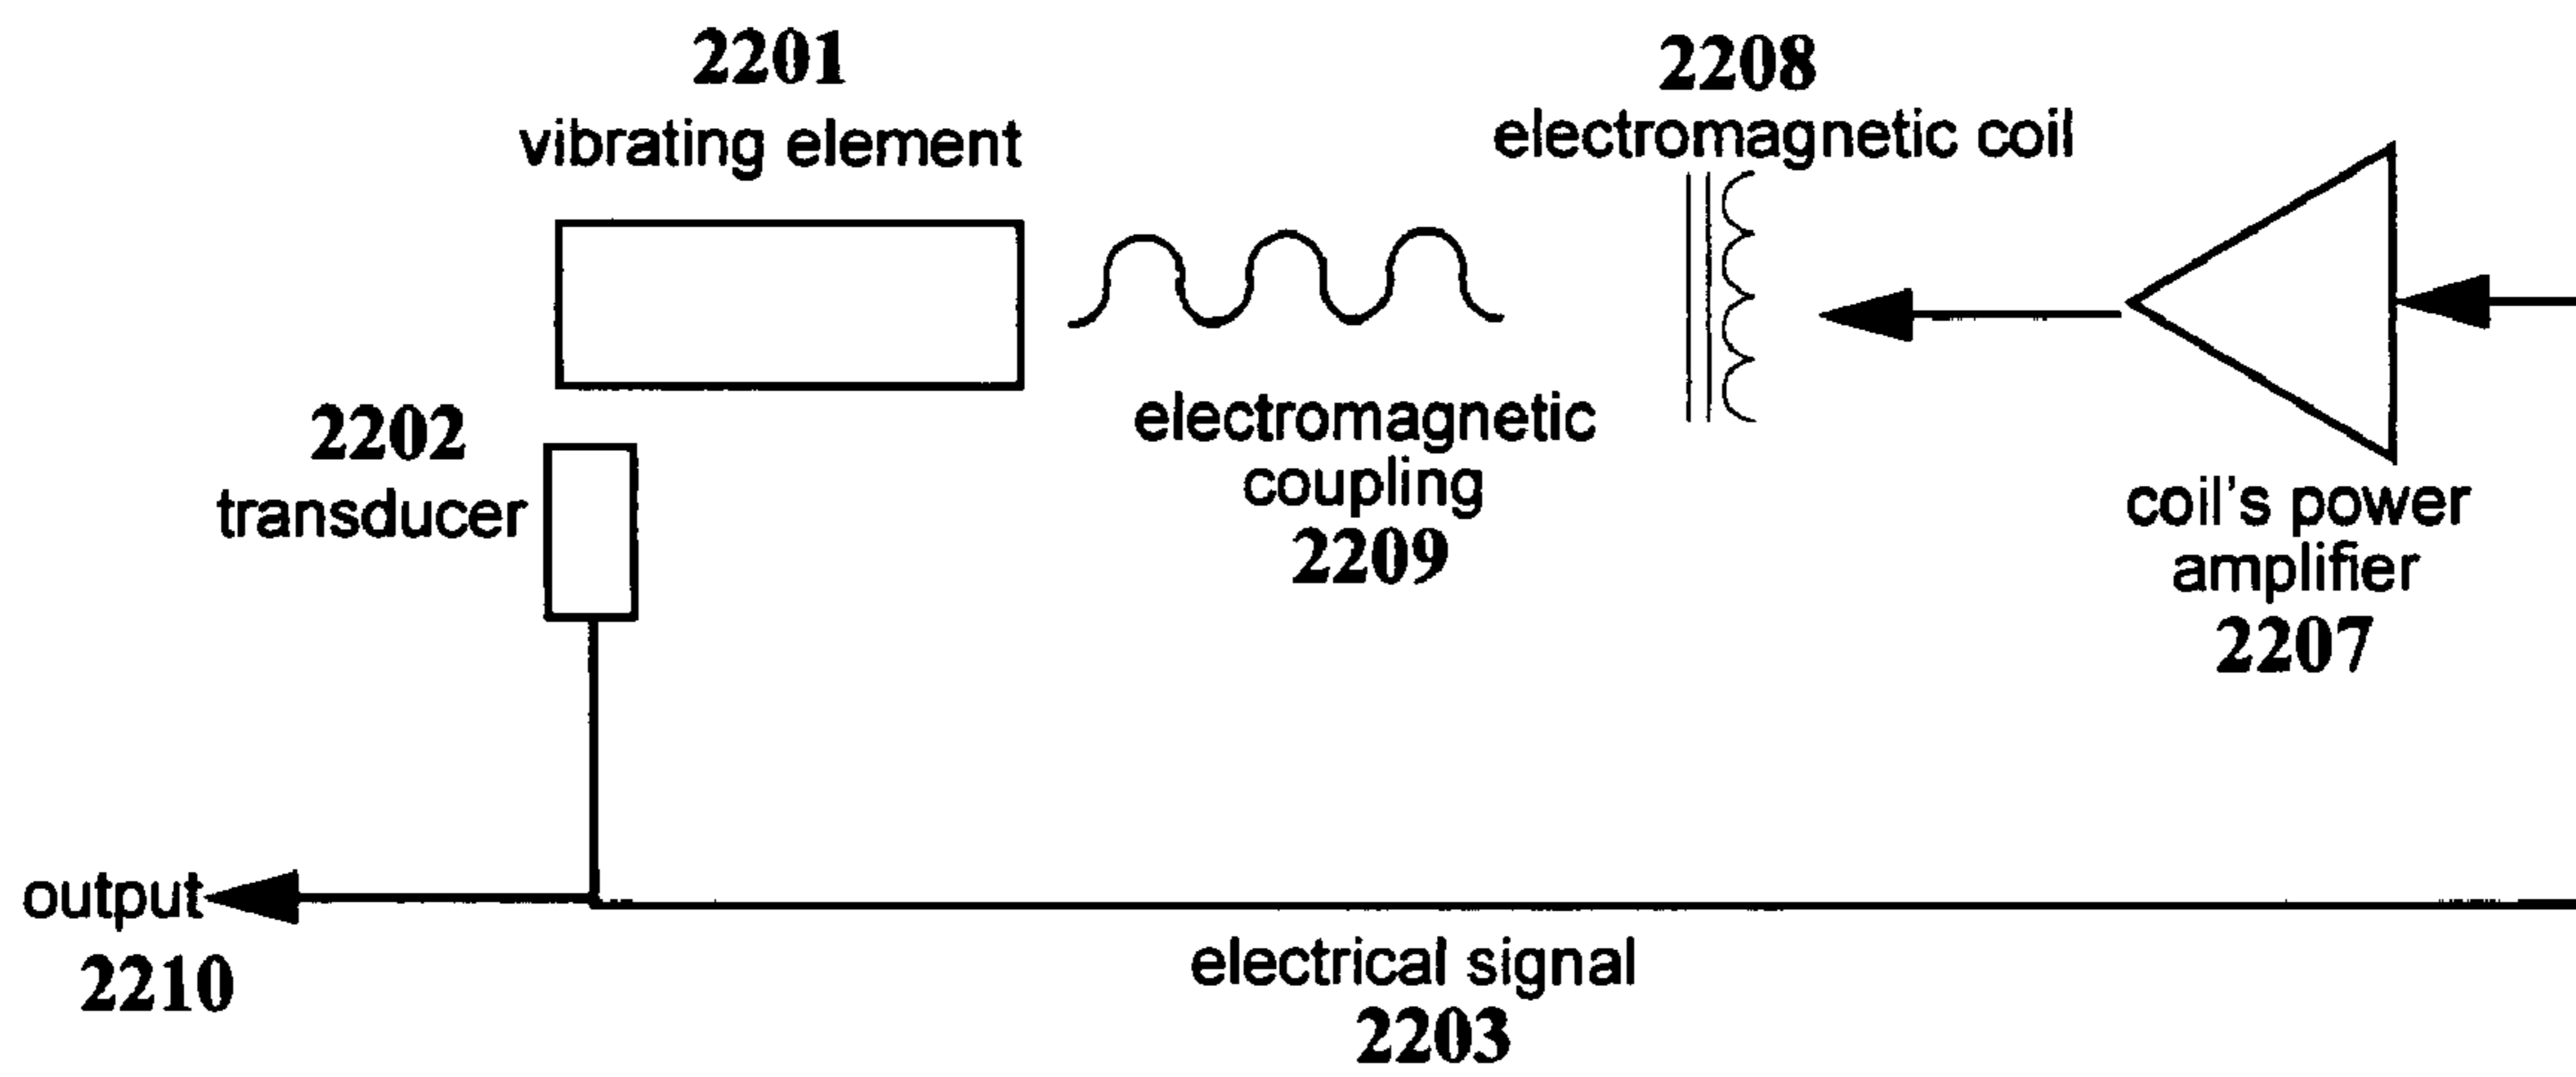 2201
vibrating element
2208
electromagnetic coil
2202
transducer
electromagnetic
coupling
2209
coil's power
amplifier
2207
output
2210
electrical signal
2203